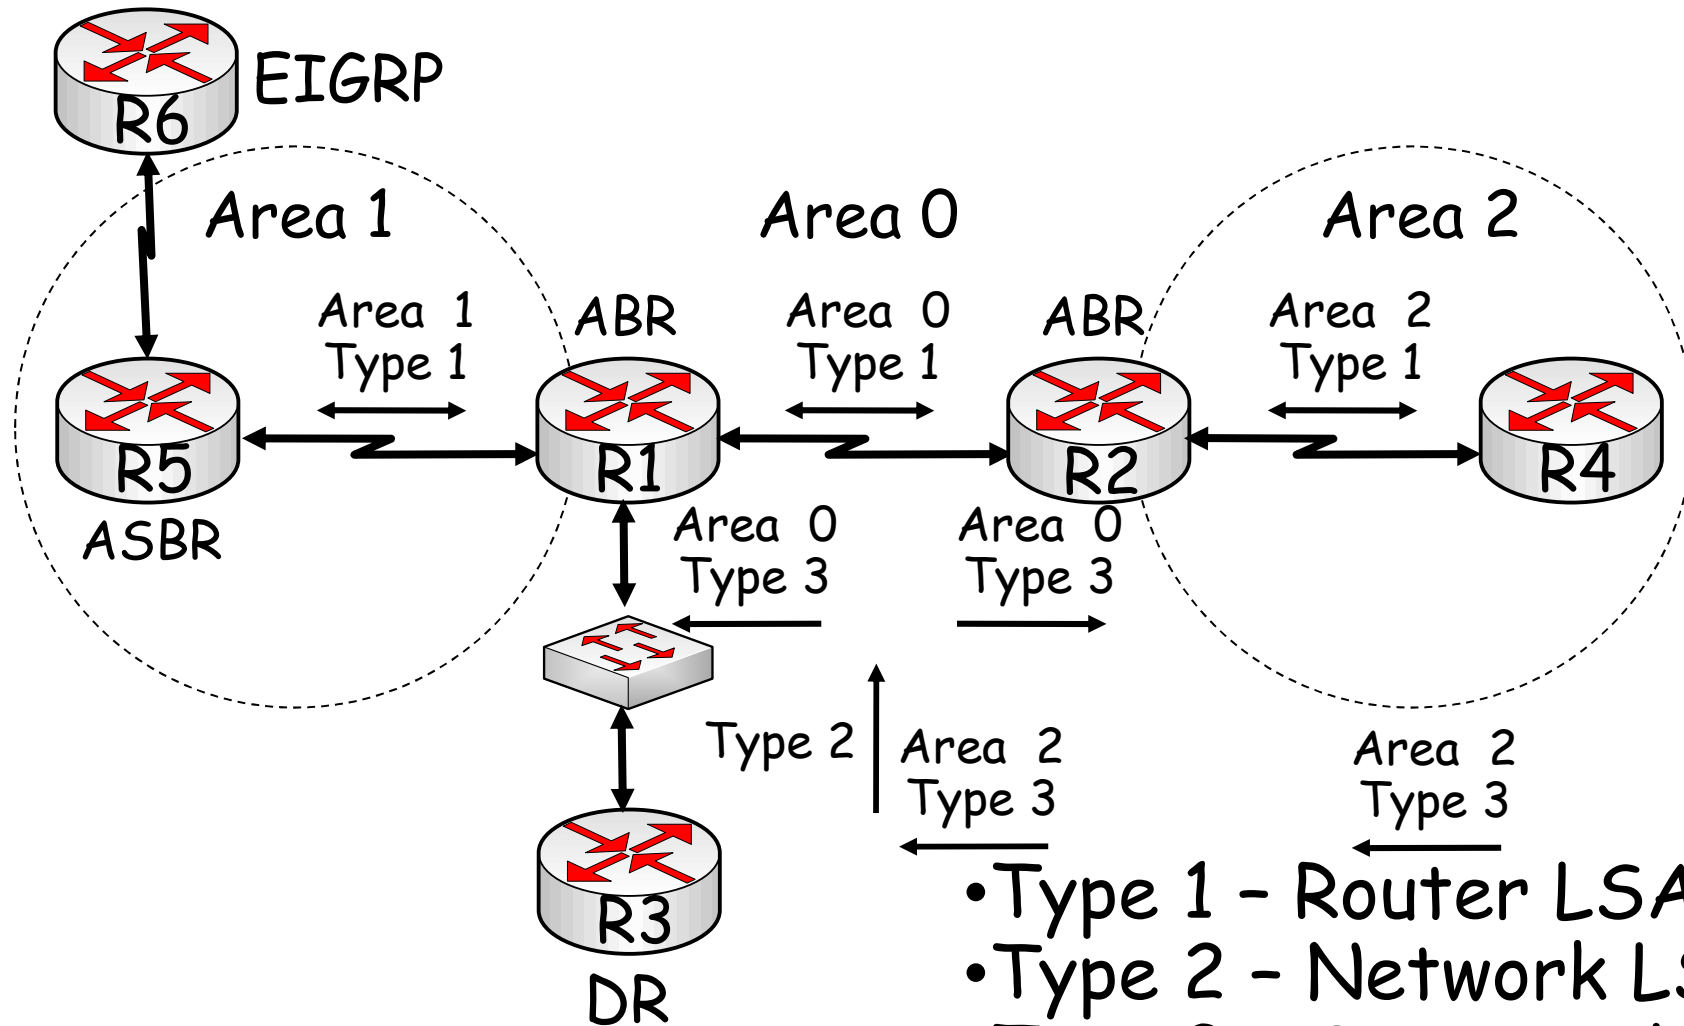 EIGRP
R6
Area 1
Area 0
Area 2
Area 1
Type 1
ABR
Area 0
Type 1
ABR
Area 2
Type 1
R5
R1
R2
R4
ASBR
Area 0
Type 3
Area 0
Type 3
Type 2
Area 2
Type 3
Area 2
Type 3
•Type 1 – Router LSA
•Type 2 – Network
R3
DR